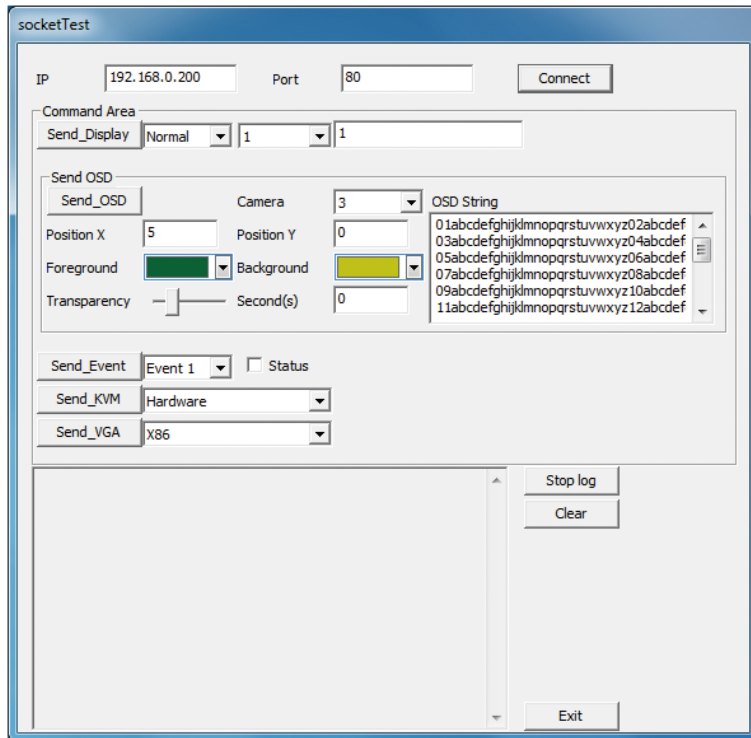 socketTest
IP 192.168.0.200 Port 80 Connect
Command Area
Send_Display Normal 1 1
Send OSD
Send_OSD Camera 3 OSD String
Position X 5 Position Y 0
Foreground Background
Transparency Second(s) 0
01abcdefghijklmnopqrstuvwxyz02abcdef
03abcdefghijklmnopqrstuvwxyz04abcdef
05abcdefghijklmnopqrstuvwxyz06abcdef
07abcdefghijklmnopqrstuvwxyz08abcdef
09abcdefghijklmnopqrstuvwxyz10abcdef
11abcdefghijklmnopqrstuvwxyz12abcdef
Send_Event Event 1 Status
Send_KVM Hardware
Send_VGA X86
Stop log
Clear
Exit